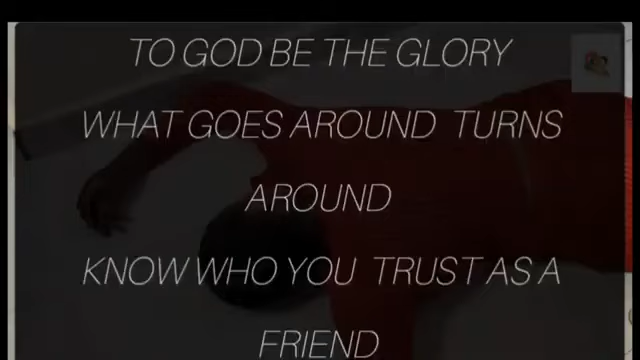 TO GOD BE THE GLORY
WHAT GOES AROUND TURNS
AROUND
KNOW WHO YOU TRUST AS A
FRIEND